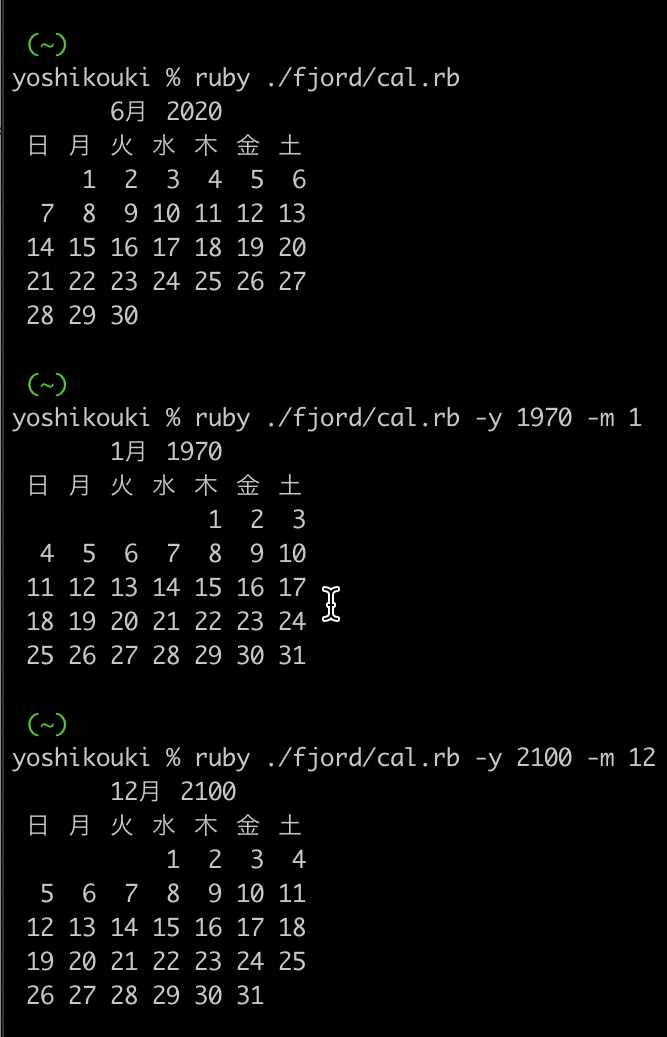 (~)
yoshikouki % ruby ./fjord/cal.rb
6月 2020
日 月 火 水 木 金 土
1 2 3 4 5 6
7 8 9 10 11 12 13
14 15 16 17 18 19 20
21 22 23 24 25 26 27
28 29 30
(~)
yoshikouki % ruby ./fjord/cal.rb -y 1970 -m 1
1月 1970
日 月 火 水 木 金 土
1 2 3
4 5 6 7 8 9 10
11 12 13 14 15 16 17
18 19 20 21 22 23 24
25 26 27 28 29 30 31
(~)
yoshikouki % ruby ./fjord/cal.rb -y 2100 -m 12
12月 2100
日 月 火 水 木 金 土
1 2 3 4
5 6 7 8 9 10 11
12 13 14 15 16 17 18
19 20 21 22 23 24 25
26 27 28 29 30 31